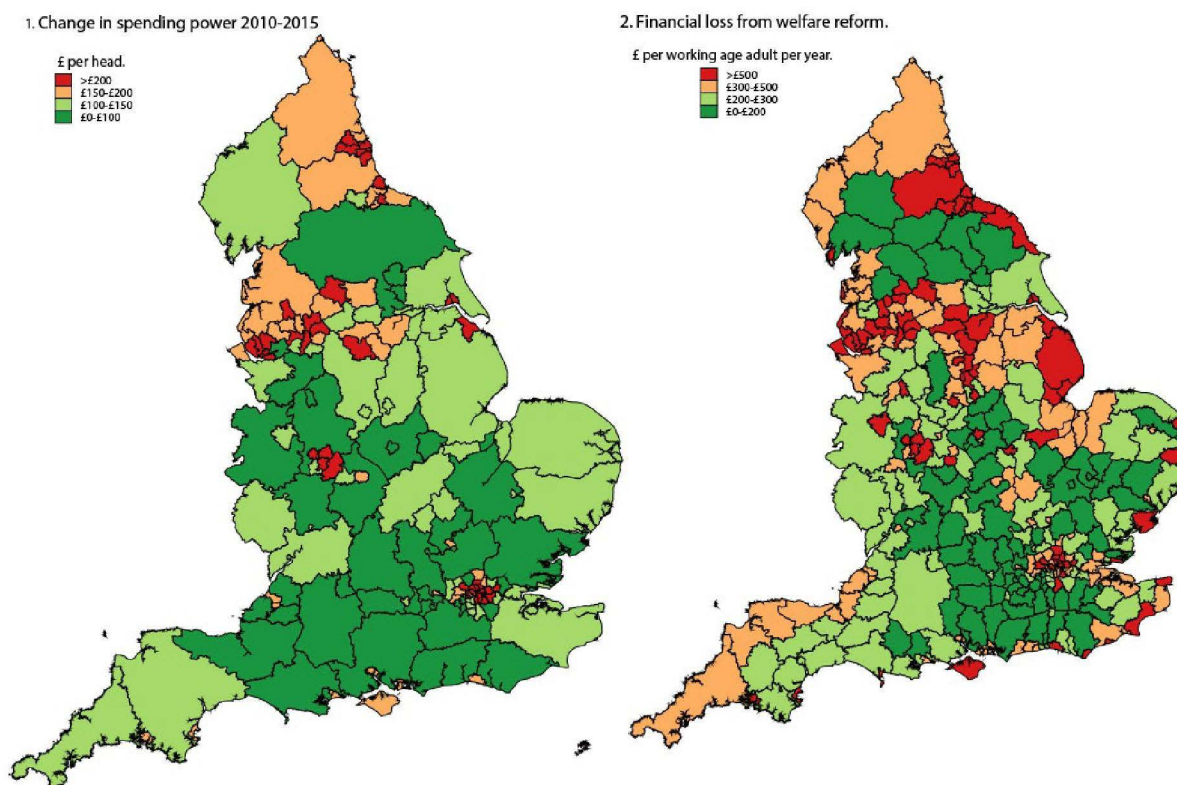 1. Change in spending power 2010-2015
£ per head.
>£200
£150-£200
£100-£150
£0-£100
2. Financial loss from welfare reform.
£ per working age adult per year.
>£500
£300-£500
£200-£300
£0-£200